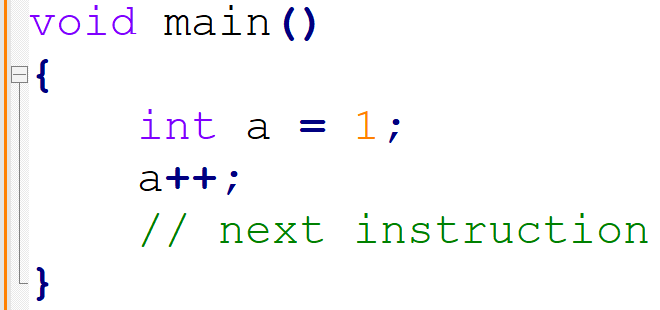 void main()
{
int a = 1;
a++;
// next instruction
}